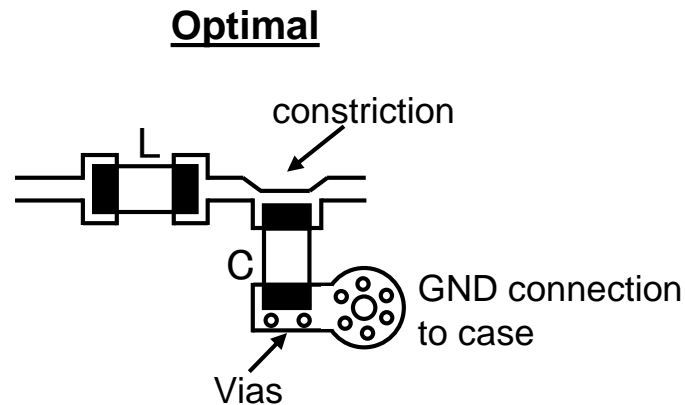 Optimal
constriction
L
C
GND connection
to case
Vias